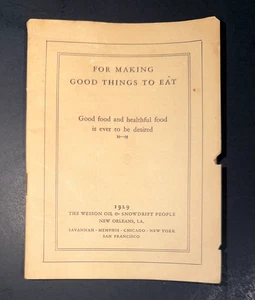 FOR MAKING
GOOD THINGS TO EAT
Good food and healthful food
is ever to be desired
1929
THE WESSON OIL & SNOWDRIFT PEOPLE
NEW ORLEANS, LA.
SAVANNAH · MEMPHIS · CHICAGO · NEW YORK
SAN FRANCISCO